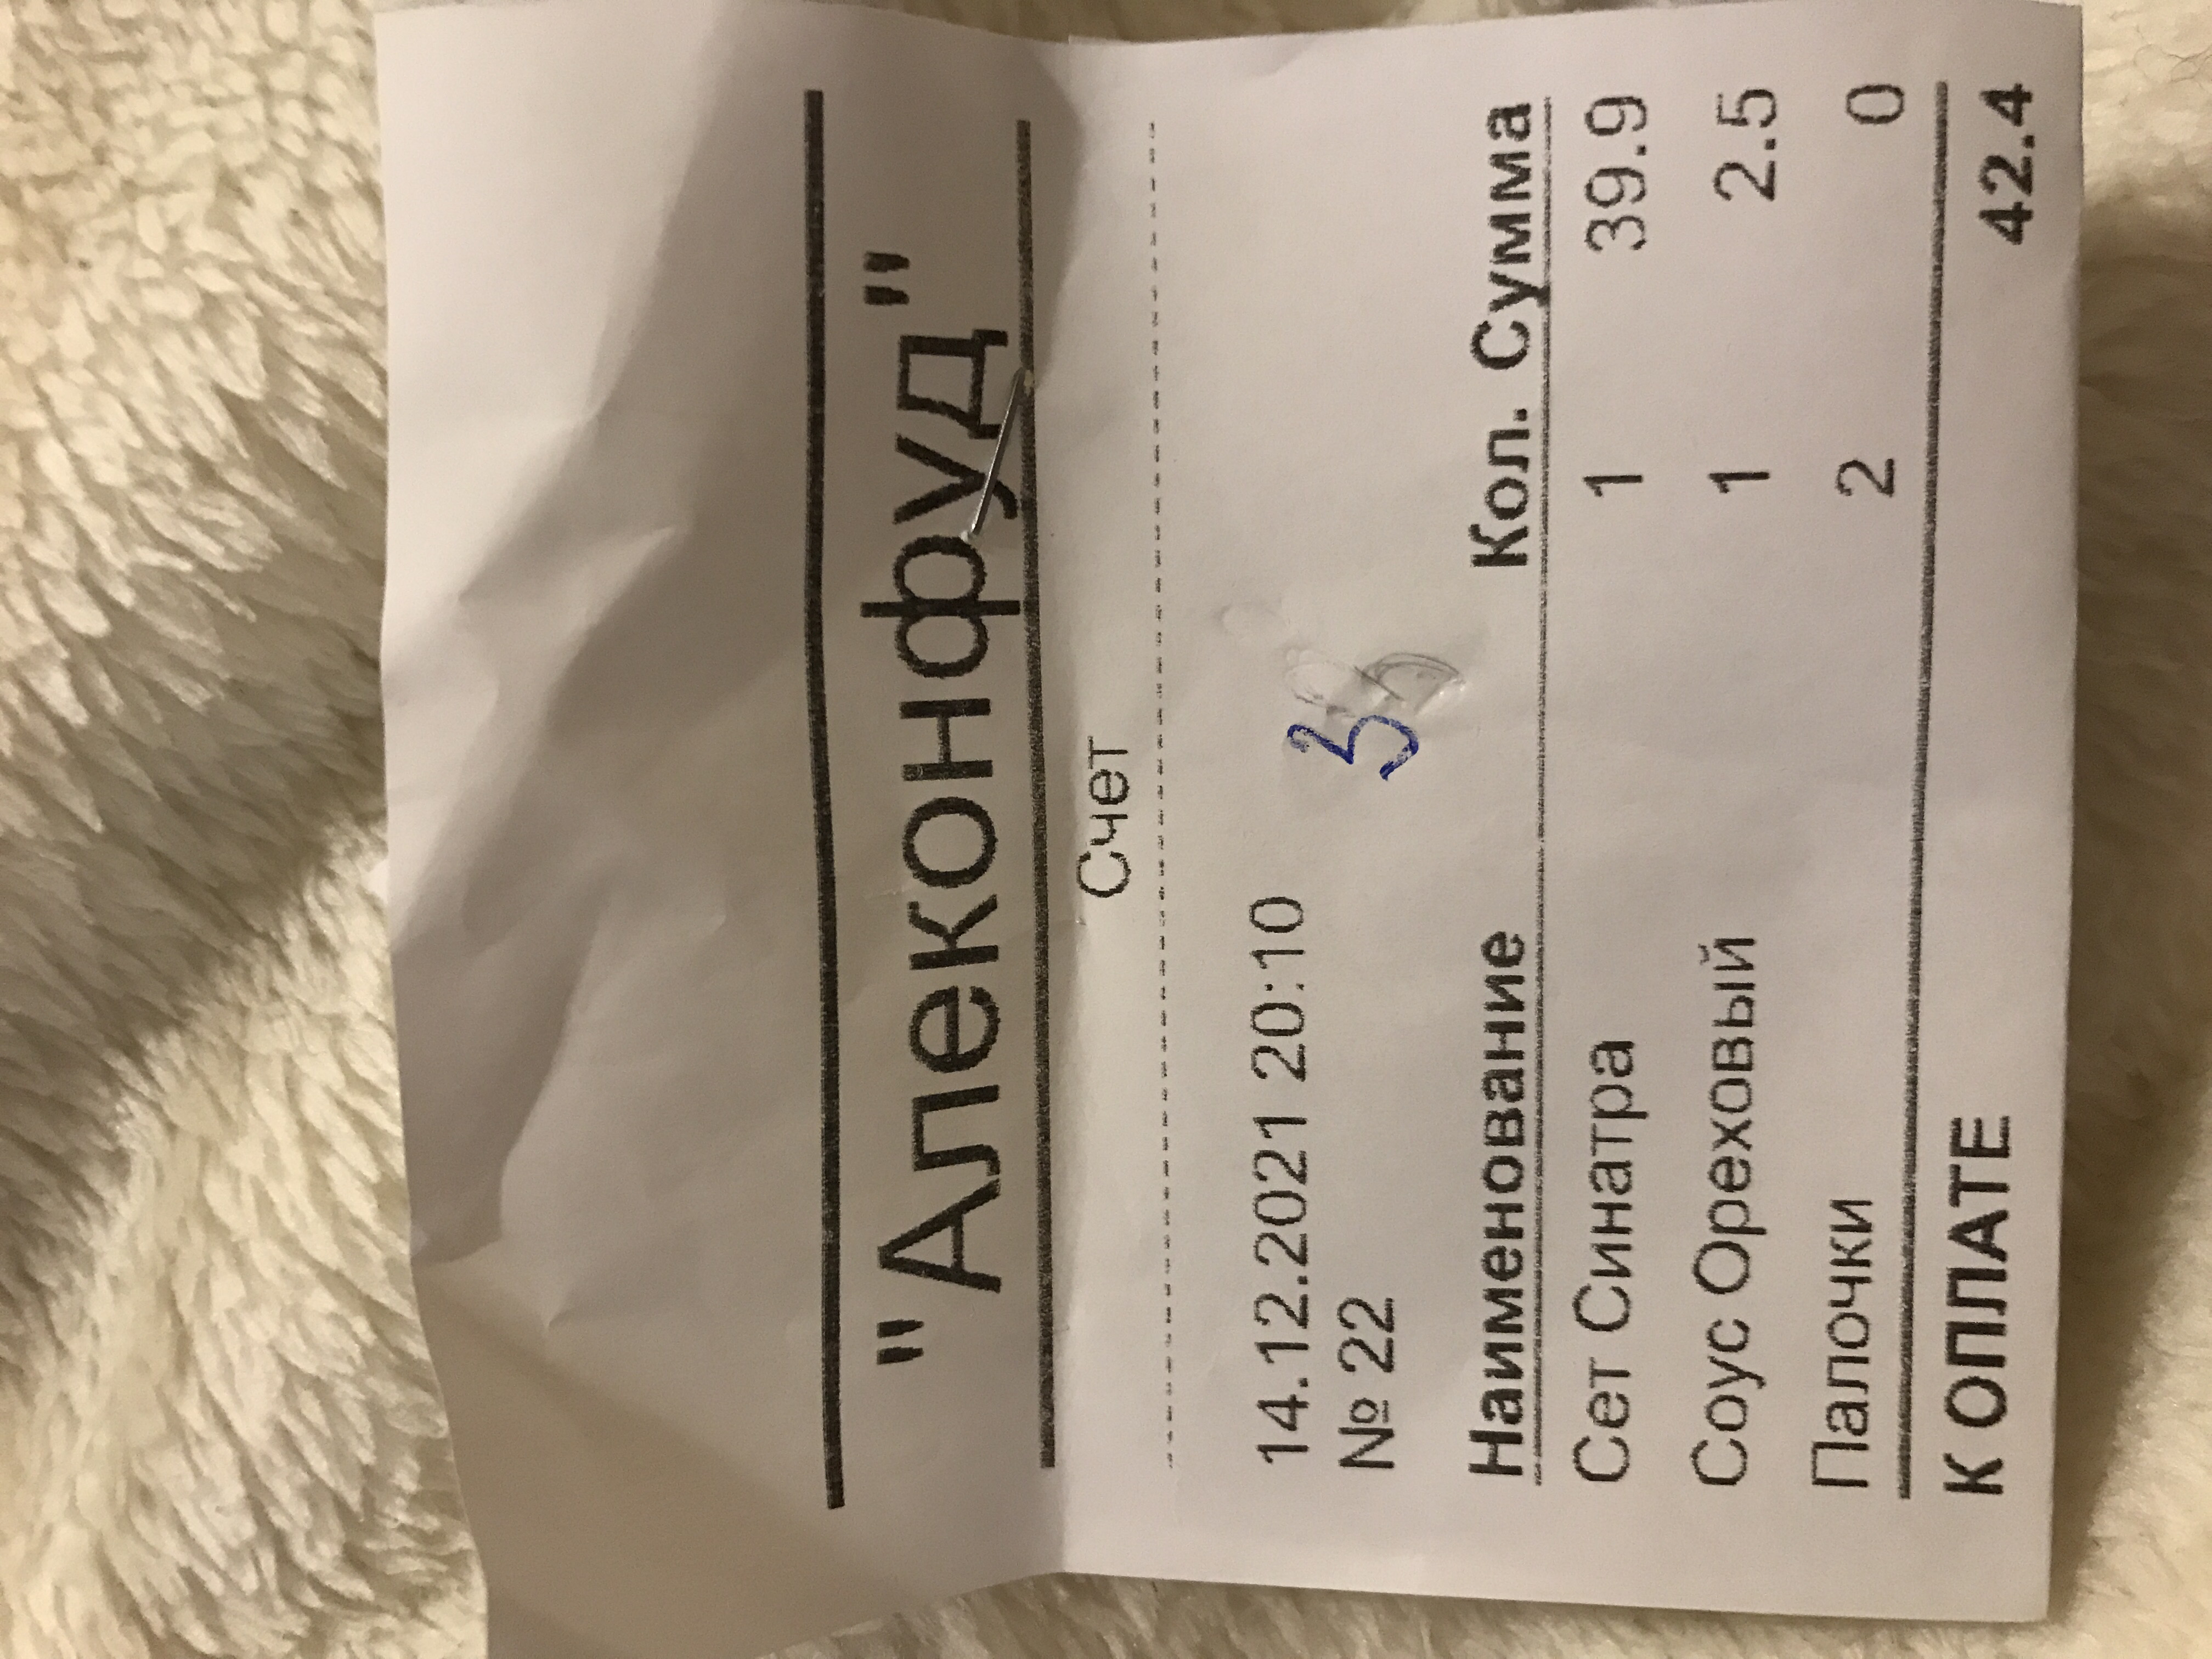 "Алеконфуд"
Счет
14.12.2021 20:10
№ 22
3
Наименование Кол. Сумма
Сет Синатра 1 39.9
Соус Ореховый 1 2.5
Палочки 2 0
К ОПЛАТЕ 42.4